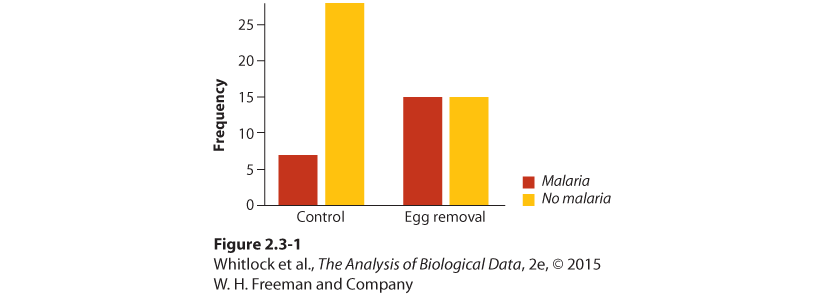 25
20
15
10
5
0
Frequency
Control
Egg removal
Malaria
No malaria
Figure 2.3-1
Whitlock et al., The Analysis of Biological Data, 2e, © 2015
W. H. Freeman and Company